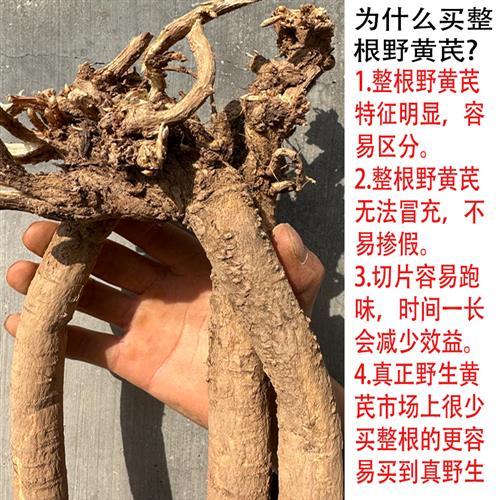 为什么买整
根野黄芪?
1.整根野黄芪
特征明显，容
易区分。
2.整根野黄芪
无法冒充，不
易掺假。
3.切片容易跑
味，时间一长
会减少效益。
4.真正野生黄
芪市场上很少
买整根的更容
易买到真野生